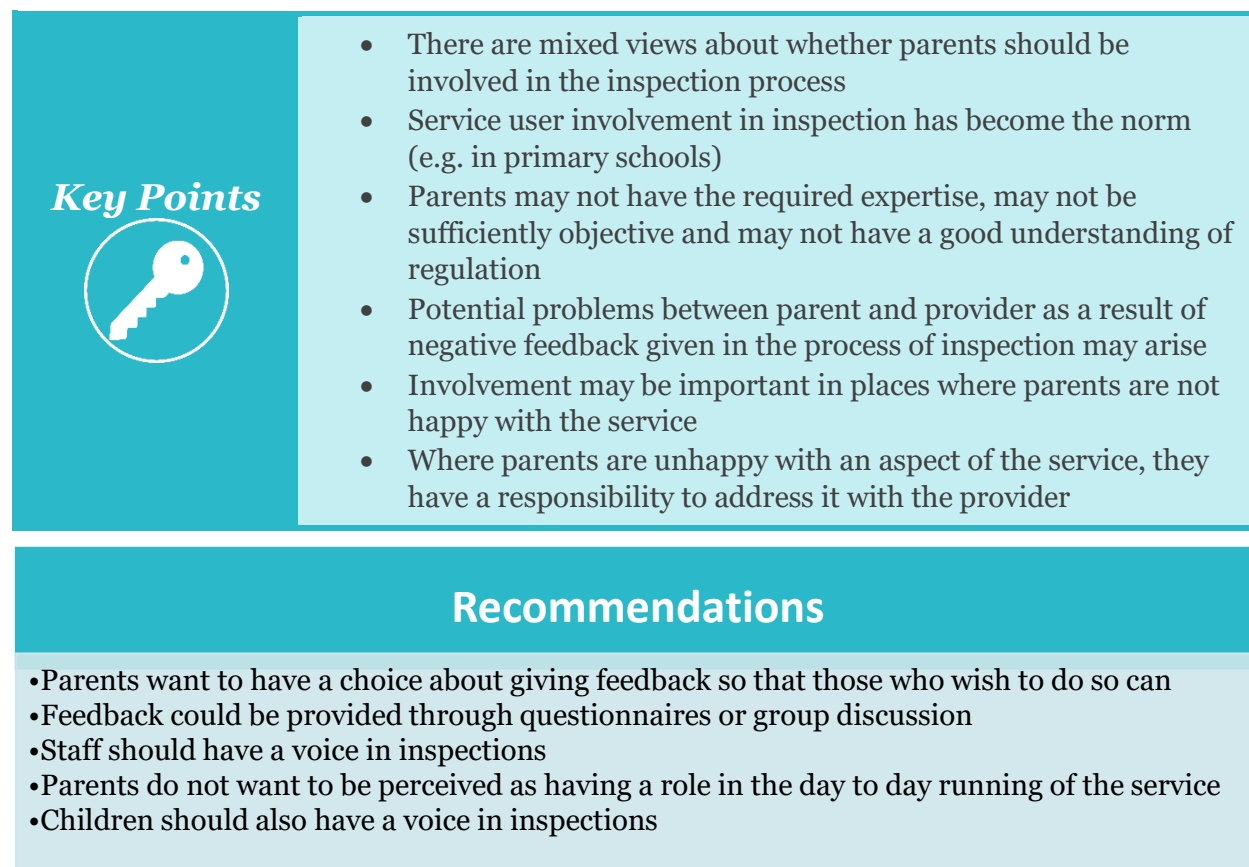 Key Points
• There are mixed views about whether parents should be
involved in the inspection process
• Service user involvement in inspection has become the norm
(e.g. in primary schools)
• Parents may not have the required expertise, may not be
sufficiently objective and may not have a good understanding of
regulation
• Potential problems between parent and provider as a result of
negative feedback given in the process of inspection may arise
• Involvement may be important in places where parents are not
happy with the service
• Where parents are unhappy with an aspect of the service, they
have a responsibility to address it with the provider
Recommendations
•Parents want to have a choice about giving feedback so that those who wish to do so can
•Feedback could be provided through questionnaires or group discussion
•Staff should have a voice in inspections
•Parents do not want to be perceived as having a role in the day to day running of the service
•Children should also have a voice in inspections